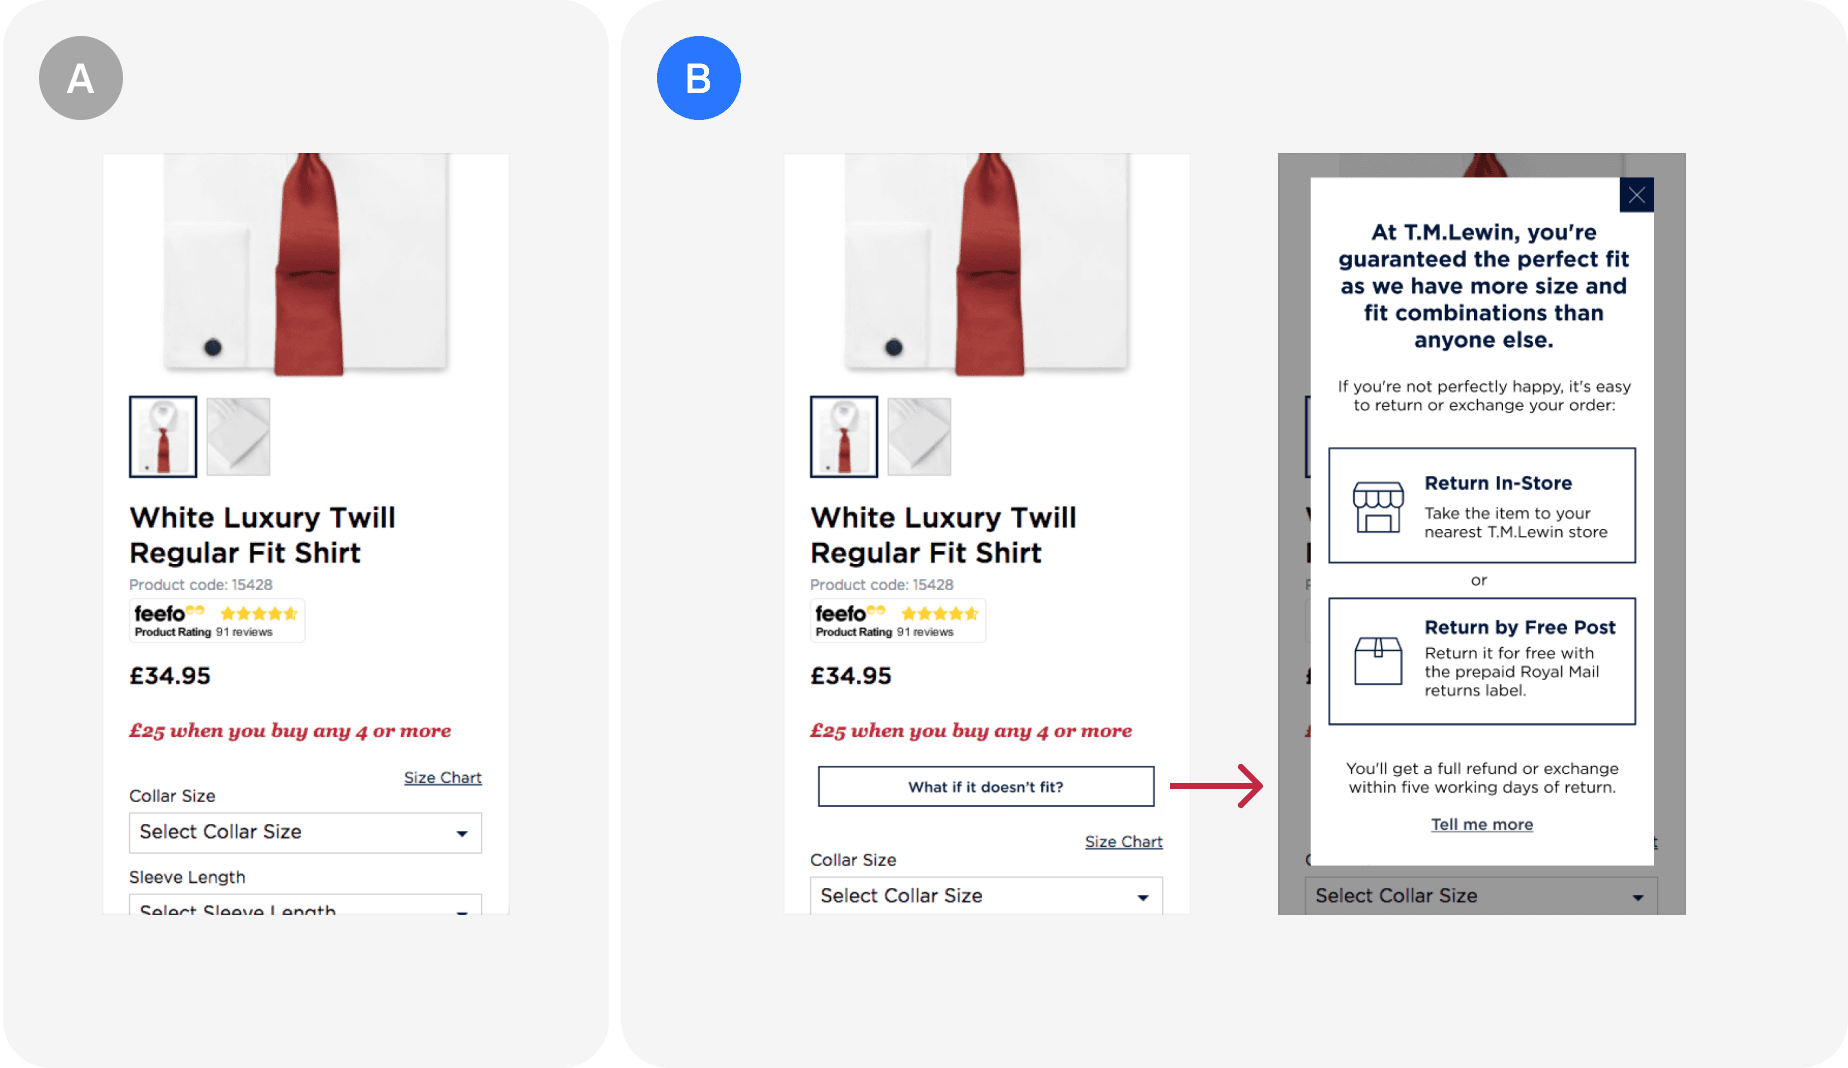 A
White Luxury Twill
Regular Fit Shirt
Product code: 15428
feefo
Product Rating 91 reviews
£34.95
£25 when you buy any 4 or more
Size Chart
Collar Size
Select Collar Size
Sleeve Length
Select Sleeve Length
B
White Luxury Twill
Regular Fit Shirt
Product code: 15428
feefo
Product Rating 91 reviews
£34.95
£25 when you buy any 4 or more
What if it doesn't fit?
Size Chart
Collar Size
Select Collar Size
At T.M.Lewin, you're
guaranteed the perfect fit
as we have more size and
fit combinations than
anyone else.
If you're not perfectly happy, it's easy
to return or exchange your order:
Return In-Store
Take the item to your
nearest T.M.Lewin store
or
Return by Free Post
Return it for free with
the prepaid Royal Mail
returns label.
You'll get a full refund or exchange
within five working days of return.
Tell me more
Select Collar Size